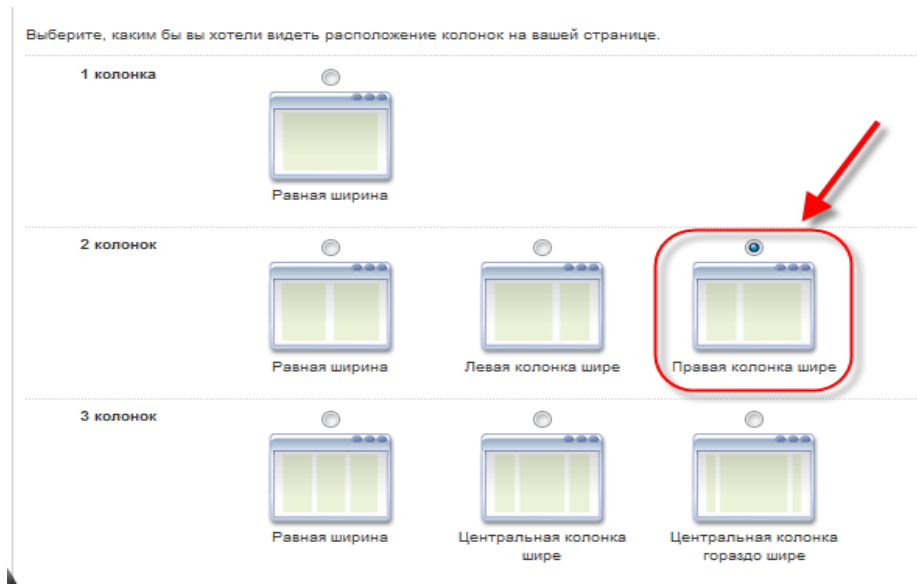 Выберите, каким бы вы хотели видеть расположение колонок на вашей странице.
1 колонка
Равная ширина
2 колонок
Равная ширина
Левая колонка шире
Правая колонка шире
3 колонок
Равная ширина
Центральная колонка
шире
Центральная колонка
гораздо шире